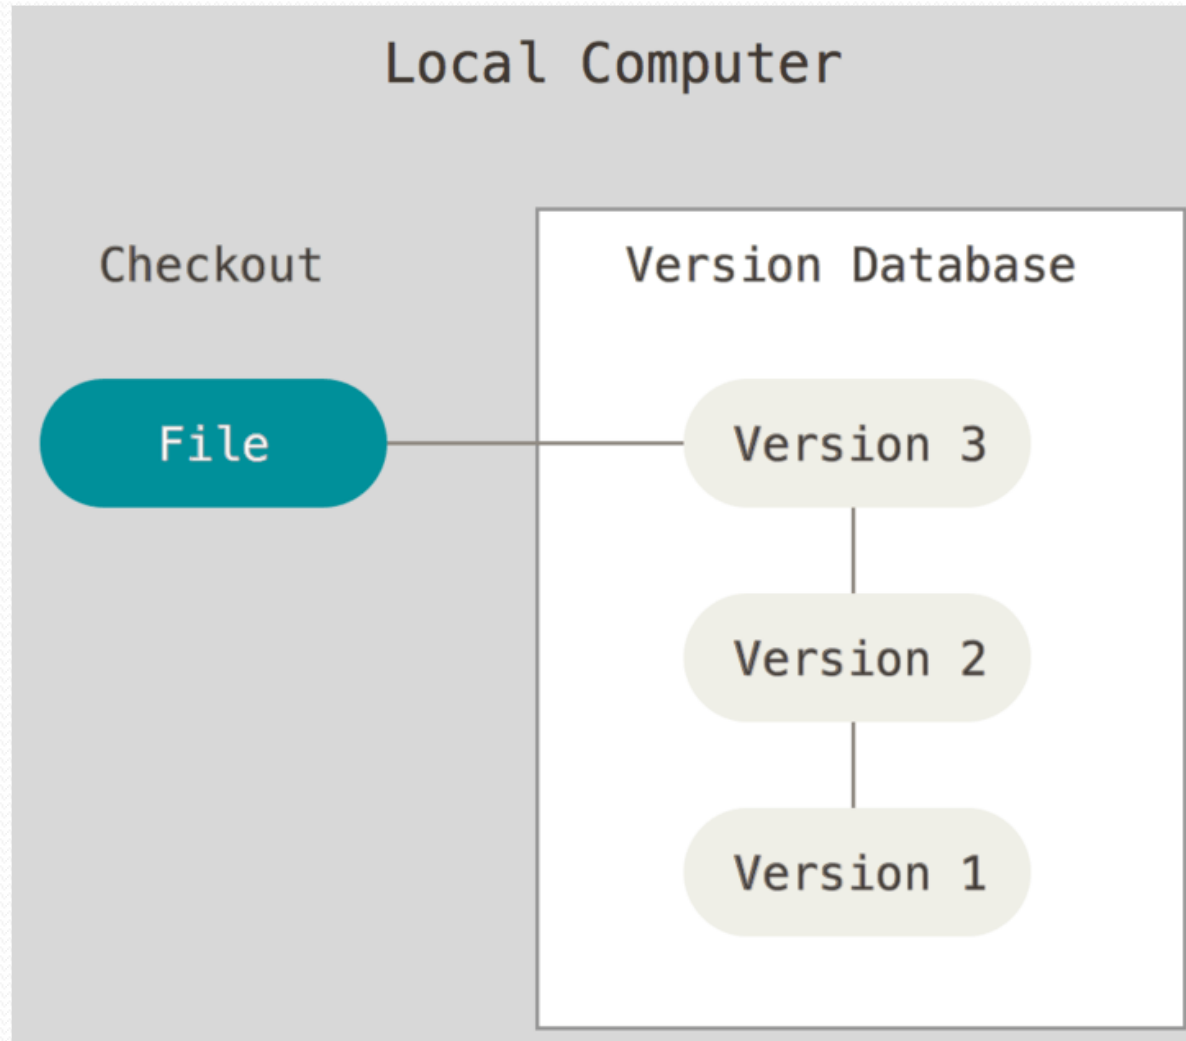 Local Computer
Checkout
Version Database
File
Version 3
Version 2
Version 1